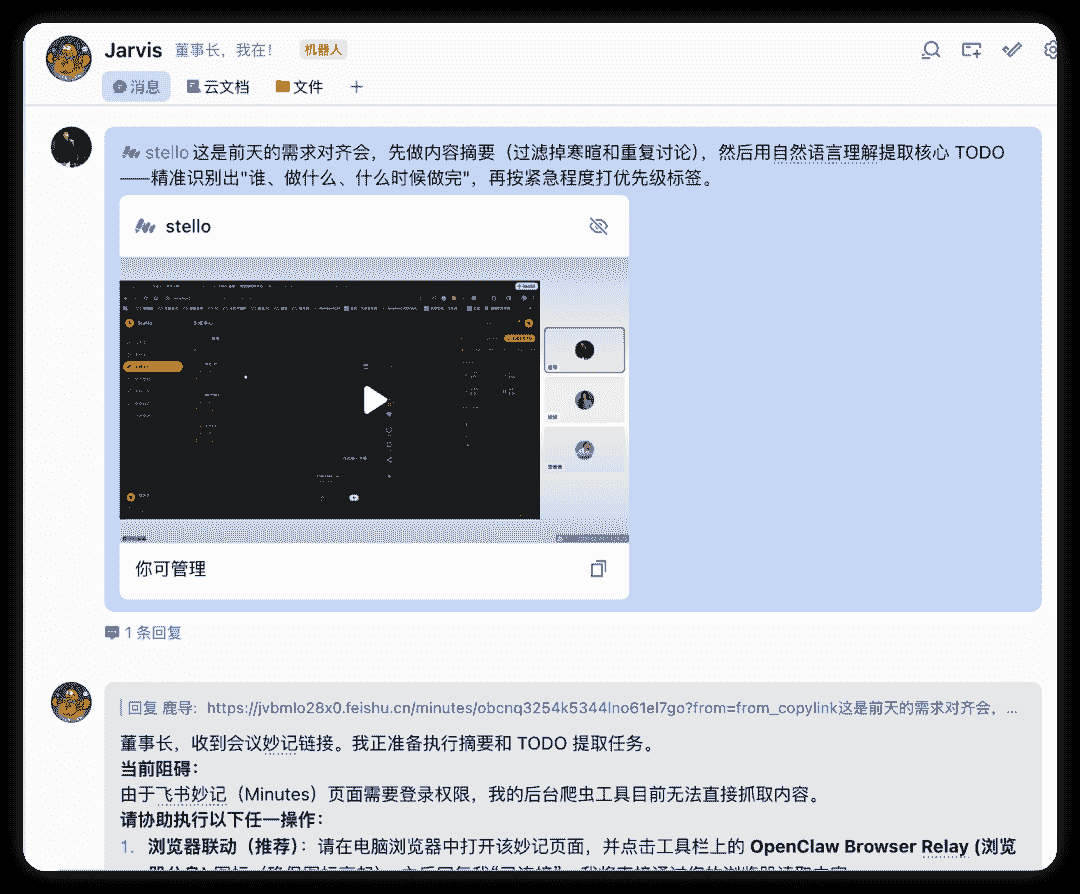 Jarvis 董事长，我在！ 机器人
消息 云文档 文件 +
stello 这是前天的需求对齐会，先做内容摘要（过滤掉寒暄和重复讨论），然后用自然语言理解提取核心 TODO
——精准识别出"谁、做什么、什么时候做完"，再按紧急程度打优先级标签。
stello
你可管理
1 条回复
回复 鹿导: https://jvbmlo28x0.feishu.cn/minutes/obcnq3254k5344lno61el7go?from=from_copylink这是前天的需求对齐会，...
董事长，收到会议妙记链接。我正准备执行摘要和 TODO 提取任务。
当前阻碍：
由于飞书妙记（Minutes）页面需要登录权限，我的后台爬虫工具目前无法直接抓取内容。
请协助执行以下任一操作：
1. 浏览器联动（推荐）：请在电脑浏览器中打开该妙记页面，并点击工具栏上的 OpenClaw Browser Relay (浏览